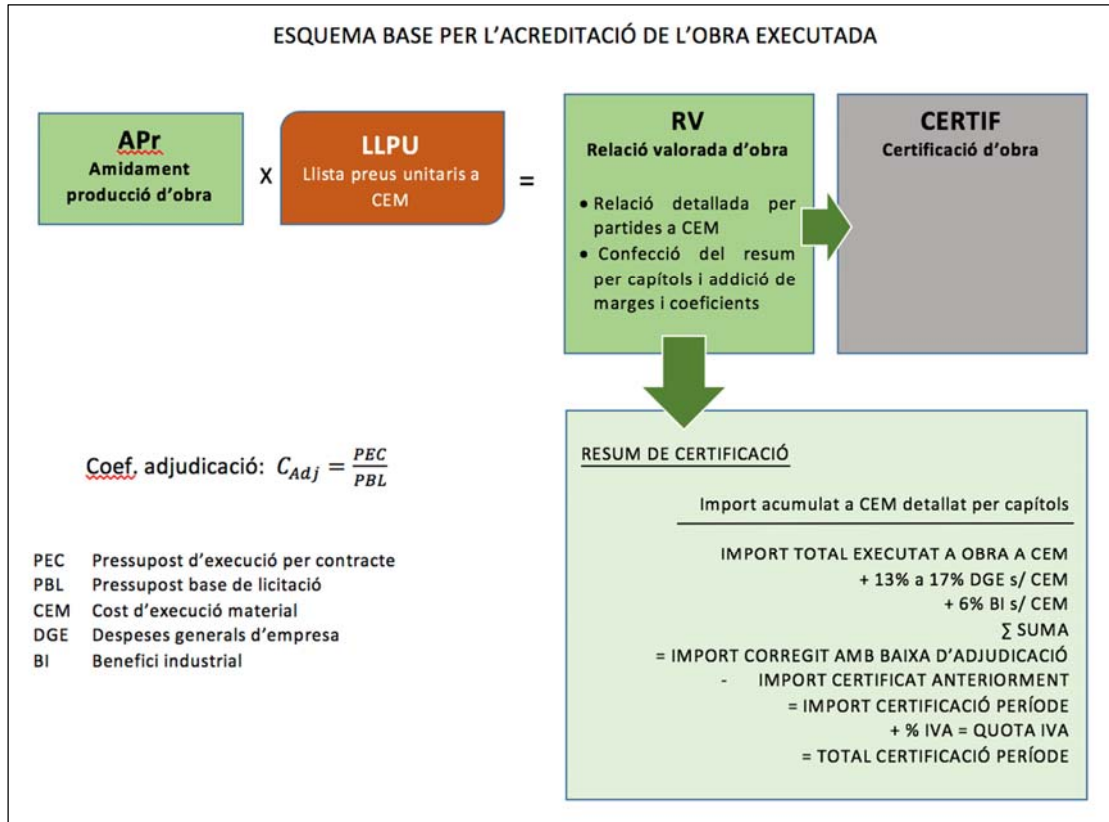 ESQUEMA BASE PER L'ACREDITACIÓ DE L'OBRA EXECUTADA
APr
Amidament
producció d'obra
X
LLPU
Llista preus unitaris a
CEM
=
RV
Relació valorada d'obra
• Relació detallada per
partides a CEM
• Confecció del resum
per capítols i addició de
marges i coeficients
CERTIF
Certificació d'obra
Coef. adjudicació: C_Adj = PEC/PBL
PEC Pressupost d'execució per contracte
PBL Pressupost base de licitació
CEM Cost d'execució material
DGE Despeses generals d'empresa
BI Benefici industrial
RESUM DE CERTIFICACIÓ
Import acumulat a CEM detallat per capítols
IMPORT TOTAL EXECUTAT A OBRA A CEM
+ 13% a 17% DGE s/ CEM
+ 6% BI s/ CEM
∑ SUMA
= IMPORT CORREGIT AMB BAIXA D'ADJUDICACIÓ
- IMPORT CERTIFICAT ANTERIORMENT
= IMPORT CERTIFICACIÓ PERÍODE
+ % IVA = QUOTA IVA
= TOTAL CERTIFICACIÓ PERÍODE